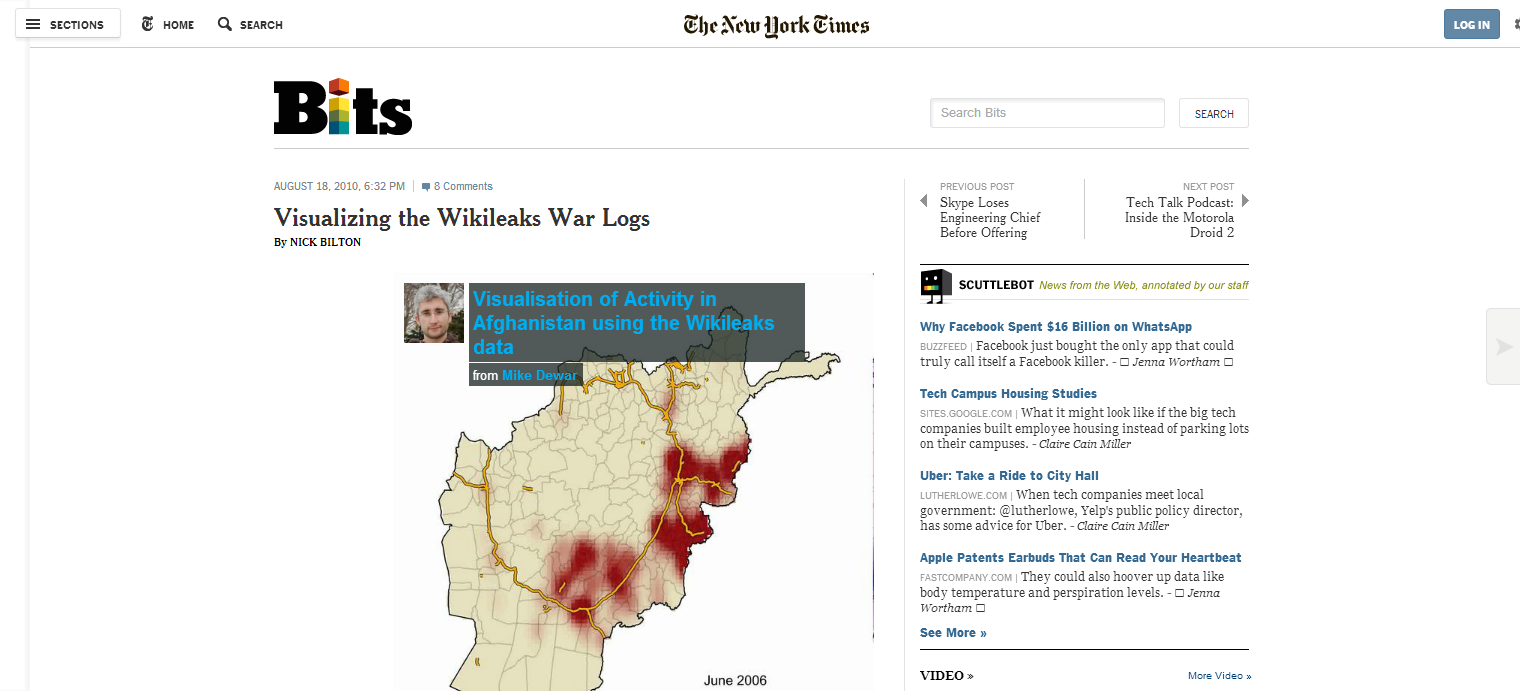 SECTIONS
HOME
SEARCH
The New York Times
LOG IN
Bits
Search Bits
SEARCH
AUGUST 18, 2010, 6:32 PM
8 Comments
Visualizing the Wikileaks War Logs
By NICK BILTON
Visualisation of Activity in
Afghanistan using the Wikileaks
data
from Mike Dewar
June 2006
PREVIOUS POST
Skype Loses
Engineering Chief
Before Offering
NEXT POST
Tech Talk Podcast:
Inside the Motorola
Droid 2
SCUTTLEBOT News from the Web, annotated by our staff
Why Facebook Spent $16 Billion on WhatsApp
BUZZFEED | Facebook just bought the only app that could
truly call itself a Facebook killer. - □ Jenna Wortham □
Tech Campus Housing Studies
SITES.GOOGLE.COM | What it might look like if the big tech
companies built employee housing instead of parking lots
on their campuses. - Claire Cain Miller
Uber: Take a Ride to City Hall
LUTHERLOWE.COM | When tech companies meet local
government: @lutherlowe, Yelp's public policy director,
has some advice for Uber. - Claire Cain Miller
Apple Patents Earbuds That Can Read Your Heartbeat
FASTCOMPANY.COM | They could also hoover up data like
body temperature and perspiration levels. - □ Jenna
Wortham □
See More »
VIDEO »
More Video »